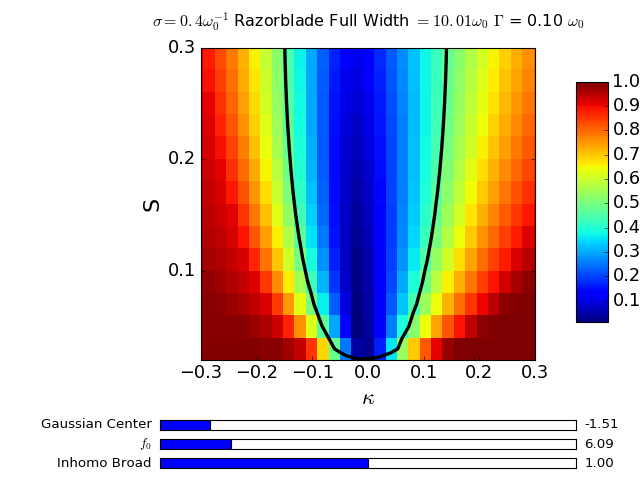 σ = 0.4ω₀⁻¹ Razorblade Full Width = 10.01ω₀ Γ = 0.10 ω₀
0.3
0.2
0.1
S
−0.3 −0.2 −0.1 0.0 0.1 0.2 0.3
κ
1.0
0.9
0.8
0.7
0.6
0.5
0.4
0.3
0.2
0.1
Gaussian Center -1.51
f₀ 6.09
Inhomo Broad 1.00